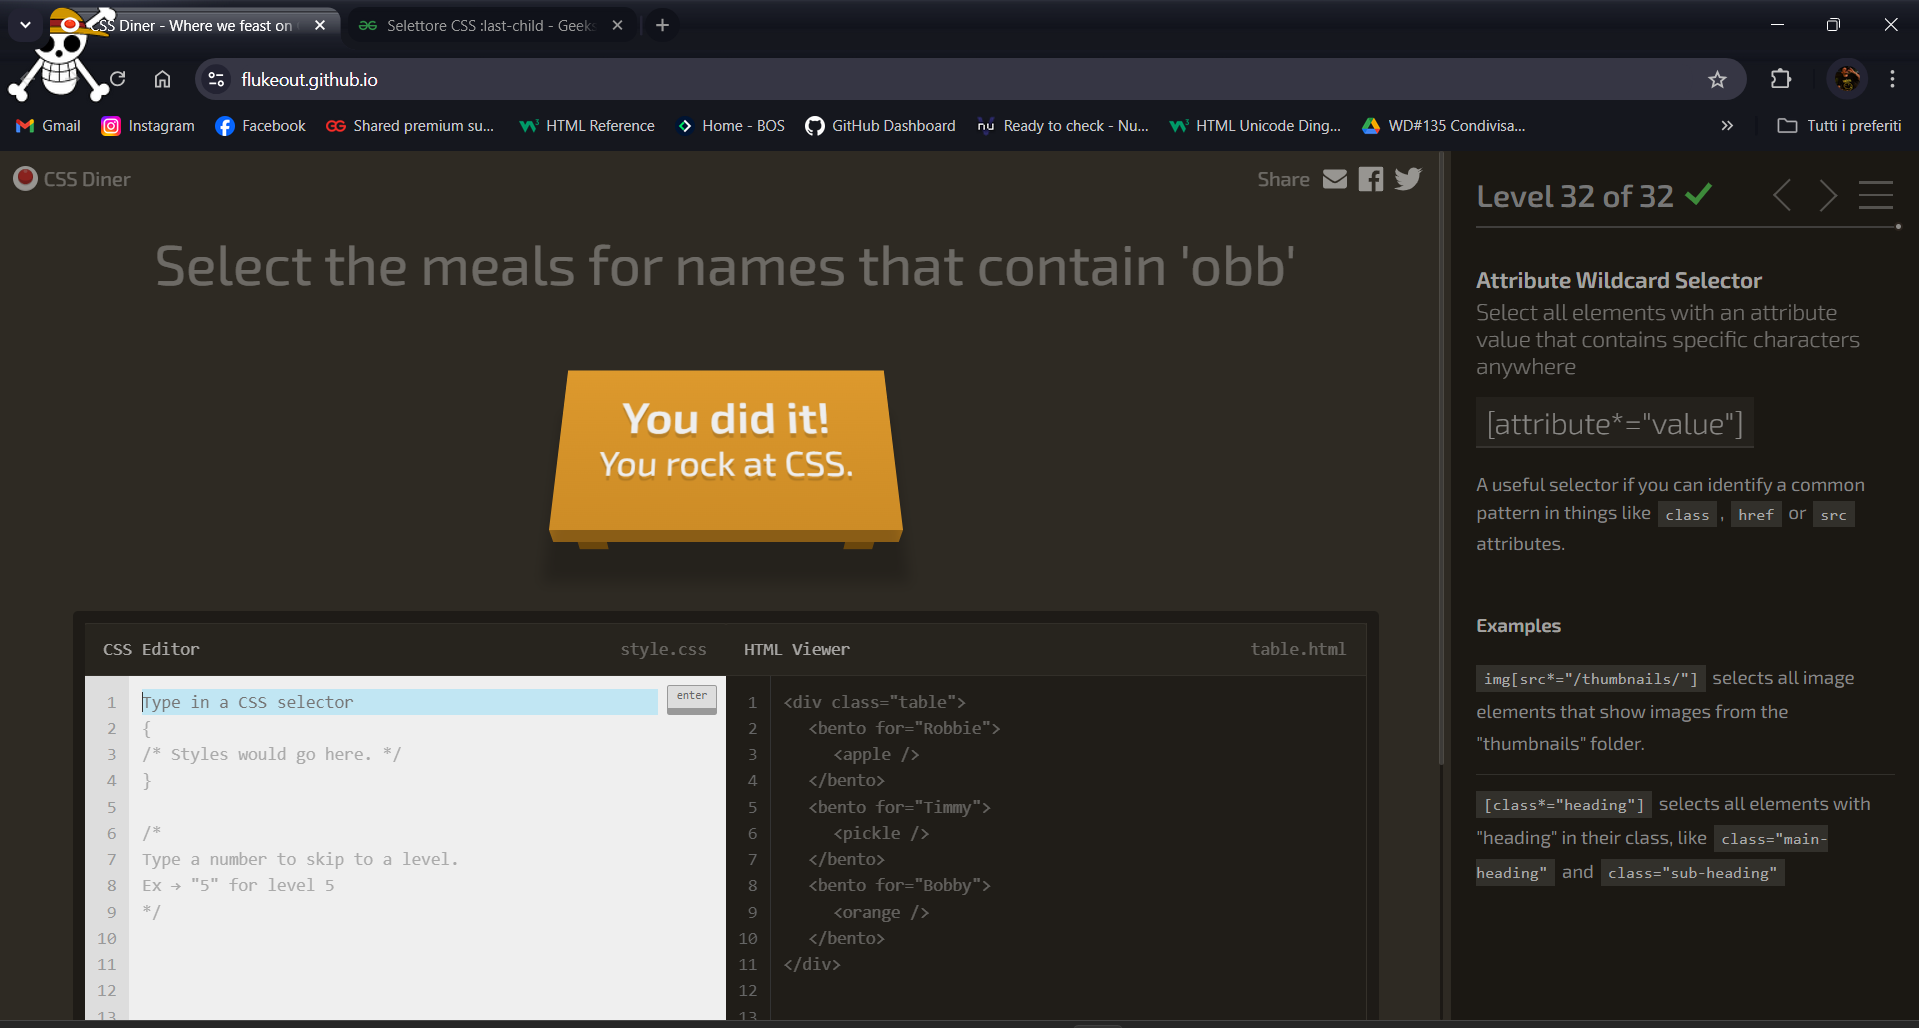 CSS Diner - Where we feast on
Selettore CSS :last-child - Geeks
flukeout.github.io
Gmail
Instagram
Facebook
Shared premium su...
HTML Reference
Home - BOS
GitHub Dashboard
Ready to check - Nu...
HTML Unicode Ding...
WD#135 Condivisa...
Tutti i preferiti
CSS Diner
Share
Select the meals for names that contain 'obb'
You did it!
You rock at CSS.
CSS Editor
style.css
HTML Viewer
table.html
1 Type in a CSS selector
enter
2 {
3 /* Styles would go here. */
4 }
5
6 /*
7 Type a number to skip to a level.
8 Ex → "5" for level 5
9 */
10
11
12
13
1 <div class="table">
2 <bento for="Robbie">
3 <apple />
4 </bento>
5 <bento for="Timmy">
6 <pickle />
7 </bento>
8 <bento for="Bobby">
9 <orange />
10 </bento>
11 </div>
12
13
Level 32 of 32
Attribute Wildcard Selector
Select all elements with an attribute
value that contains specific characters
anywhere
[attribute*="value"]
A useful selector if you can identify a common
pattern in things like class , href or src
attributes.
Examples
img[src*="/thumbnails/"] selects all image
elements that show images from the
"thumbnails" folder.
[class*="heading"] selects all elements with
"heading" in their class, like class="main-
heading" and class="sub-heading"